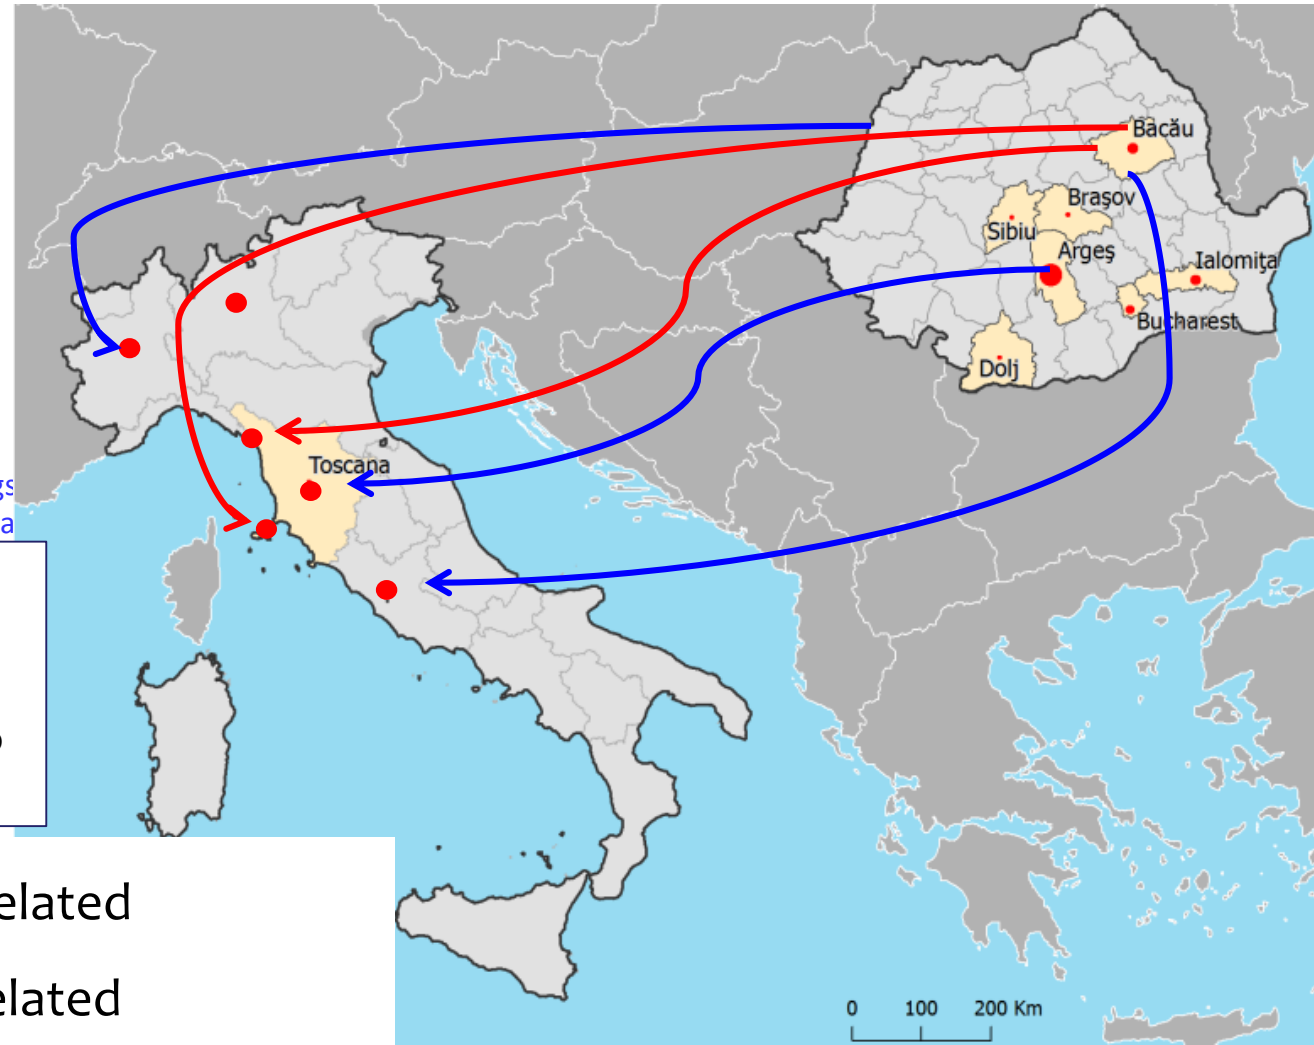 Bacău
Braşov
Sibiu
Argeş
Ialomiţa
Bucharest
Dolj
Toscana
elated
elated
0 100 200 Km